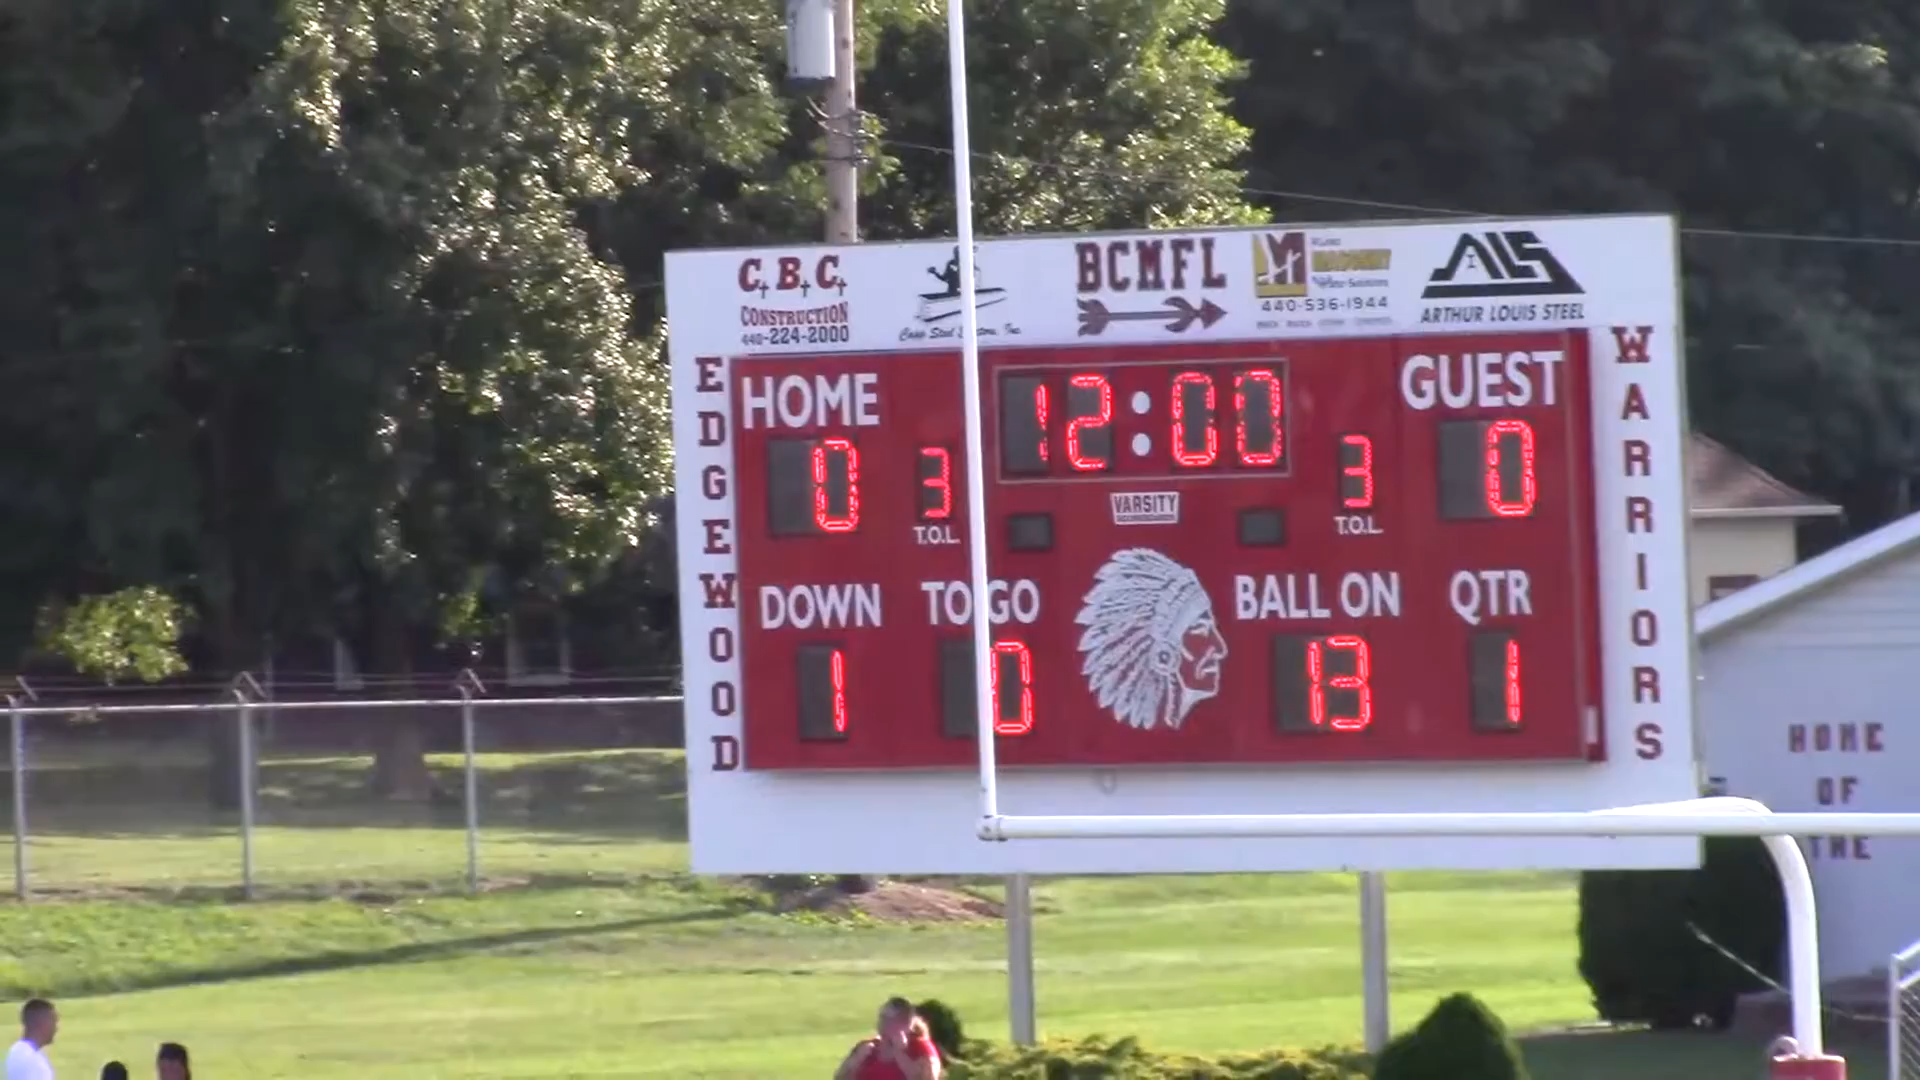 C. B. C.
CONSTRUCTION
440-224-2000
BCMFL
440-536-1944
ALS
ARTHUR LOUIS STEEL
EDGEWOOD
WARRIORS
HOME
12:00
GUEST
0
3
3
0
T.O.L.
VARSITY
T.O.L.
DOWN
TO GO
BALL ON
QTR
1
0
13
1
HOME
OF
THE